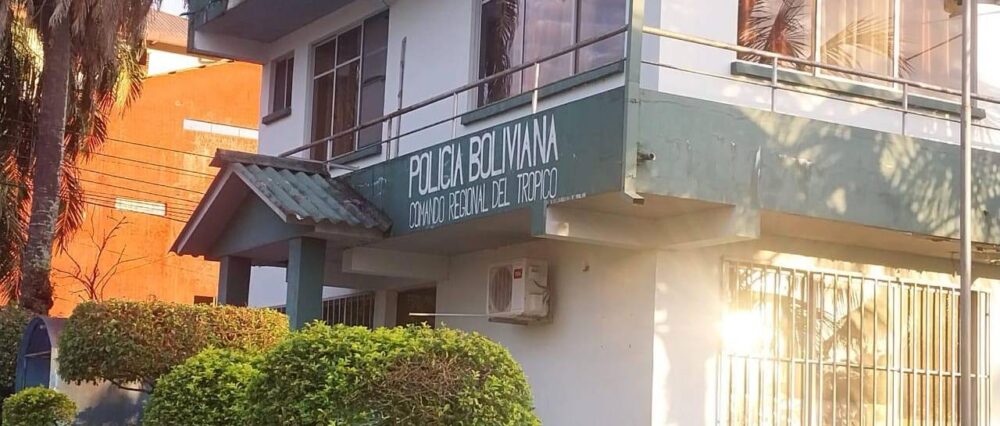 POLICIA BOLIVIANA
COMANDO REGIONAL DEL TROPICO